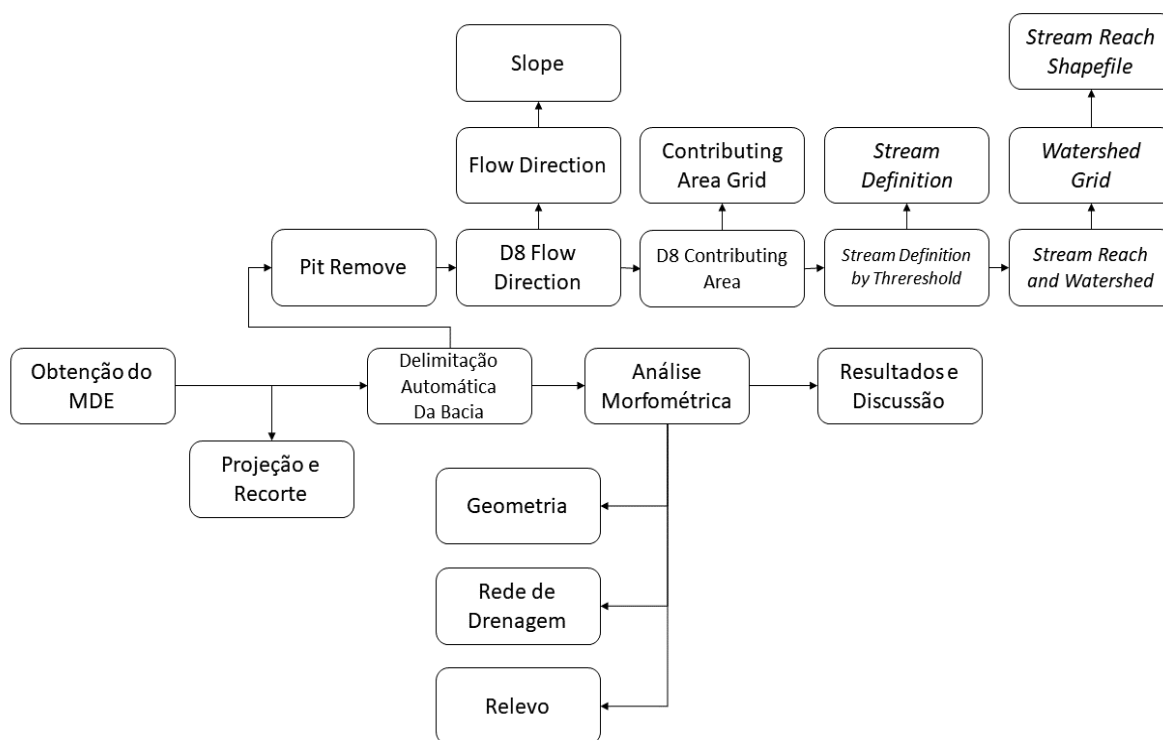 Stream Reach
Shapefile
Slope
Flow Direction
Contributing
Area Grid
Stream
Definition
Watershed
Grid
Pit Remove
D8 Flow
Direction
D8 Contributing
Area
Stream Definition
by Threreshold
Stream Reach
and Watershed
Obtenção do
MDE
Delimitação
Automática
Da Bacia
Análise
Morfométrica
Resultados e
Discussão
Projeção e
Recorte
Geometria
Rede de
Drenagem
Relevo